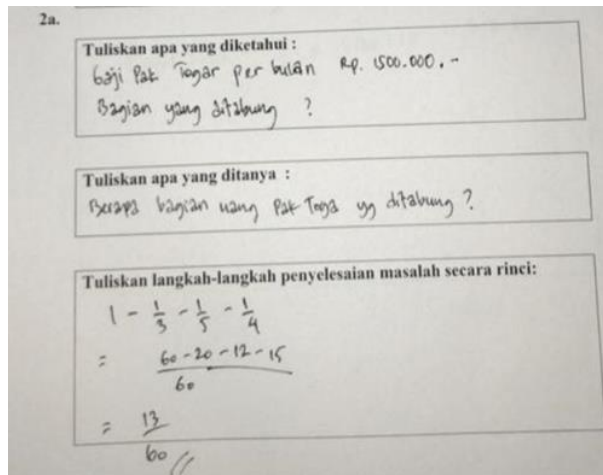 2a.
Tuliskan apa yang diketahui :
Gaji Pak Togar per bulan Rp. 1500.000,-
Bagian yang ditabung ?
Tuliskan apa yang ditanya :
Berapa bagian uang Pak Toga yg ditabung ?
Tuliskan langkah-langkah penyelesaian masalah secara rinci:
1 - 1/3 - 1/5 - 1/4
= 60-20-12-15/60
= 13/60